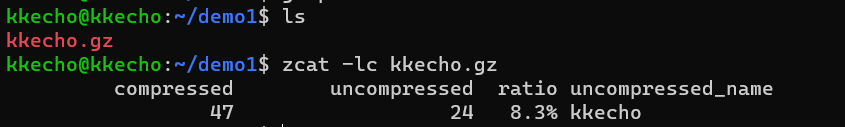 kkecho@kkecho:~/demo1$ ls
kkecho.gz
kkecho@kkecho:~/demo1$ zcat -lc kkecho.gz
compressed uncompressed ratio uncompressed_name
47 24 8.3% kkecho